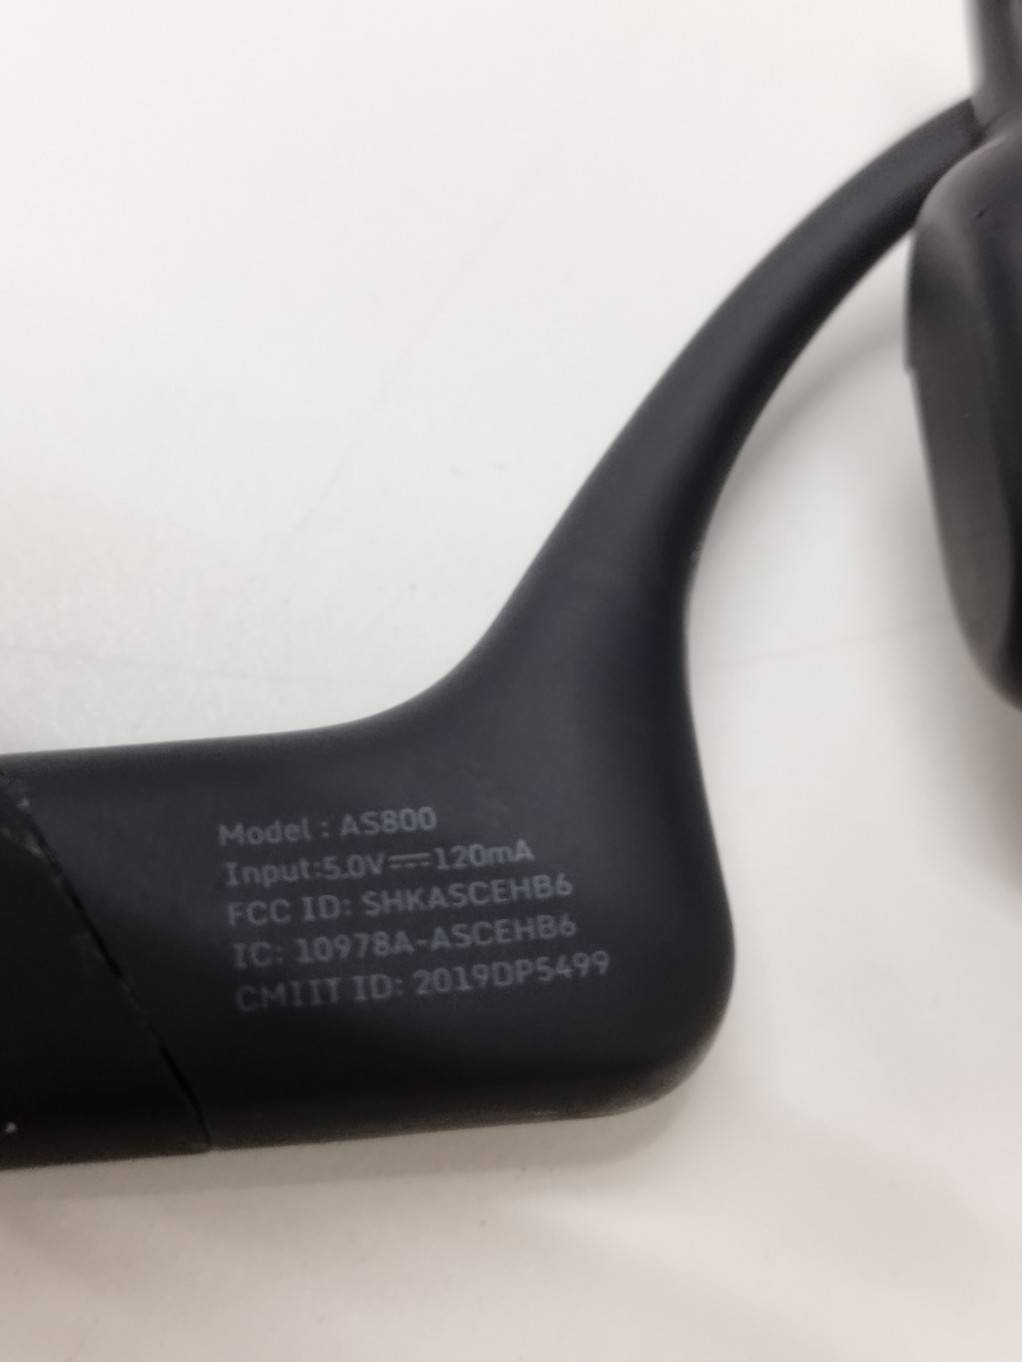 Model : AS800
Input:5.0V⎓120mA
FCC ID: SHKASCEHB6
IC: 10978A-ASCEHB6
CMIIT ID: 2019DP5499